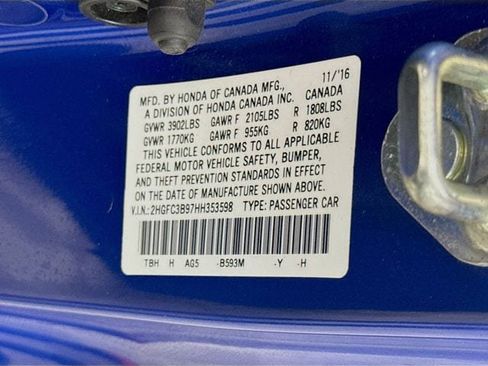 MFD. BY HONDA OF CANADA MFG., 11/'16
A DIVISION OF HONDA CANADA INC. CANADA
GVWR 3902LBS GAWR F 2105LBS R 1808LBS
GVWR 1770KG GAWR F 955KG R 820KG
THIS VEHICLE CONFORMS TO ALL APPLICABLE
FEDERAL MOTOR VEHICLE SAFETY, BUMPER,
AND THEFT PREVENTION STANDARDS IN EFFECT
ON THE DATE OF MANUFACTURE SHOWN ABOVE.
V.I.N.: 2HGFC3B97HH353598 TYPE: PASSENGER CAR
TBH H AG5 -B593M -Y -H